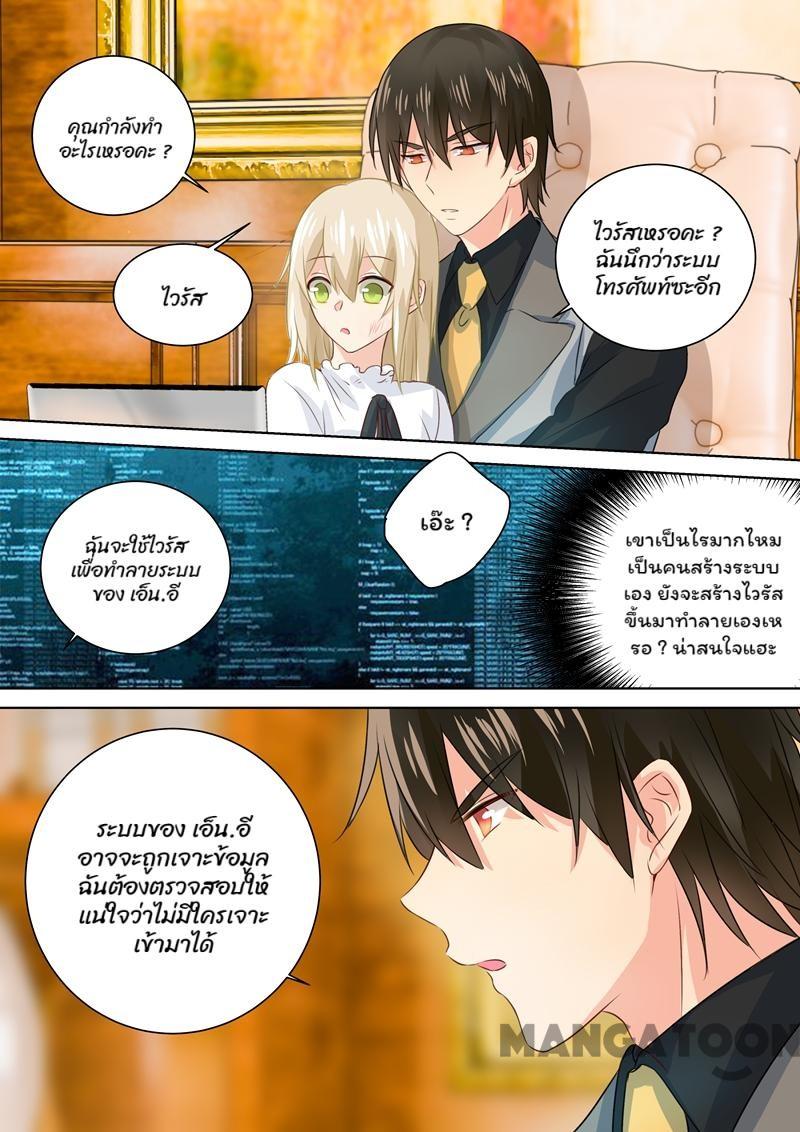 คุณกำลังทำ
อะไรเหรอคะ ?
ไวรัส
ไวรัสเหรอคะ ?
ฉันนึกว่าระบบ
โทรศัพท์ซะอีก
ฉันจะใช้ไวรัส
เพื่อทำลายระบบ
ของ เอ็น.อี
เอ๊ะ ?
เขาเป็นไรมากไหม
เป็นคนสร้างระบบ
เอง ยังจะสร้างไวรัส
ขึ้นมาทำลายเองเห
รอ ? น่าสนใจแฮะ
ระบบของ เอ็น.อี
อาจจะถูกเจาะข้อมูล
ฉันต้องตรวจสอบให้
แน่ใจว่าไม่มีใครเจาะ
เข้ามาได้
MANGATOON